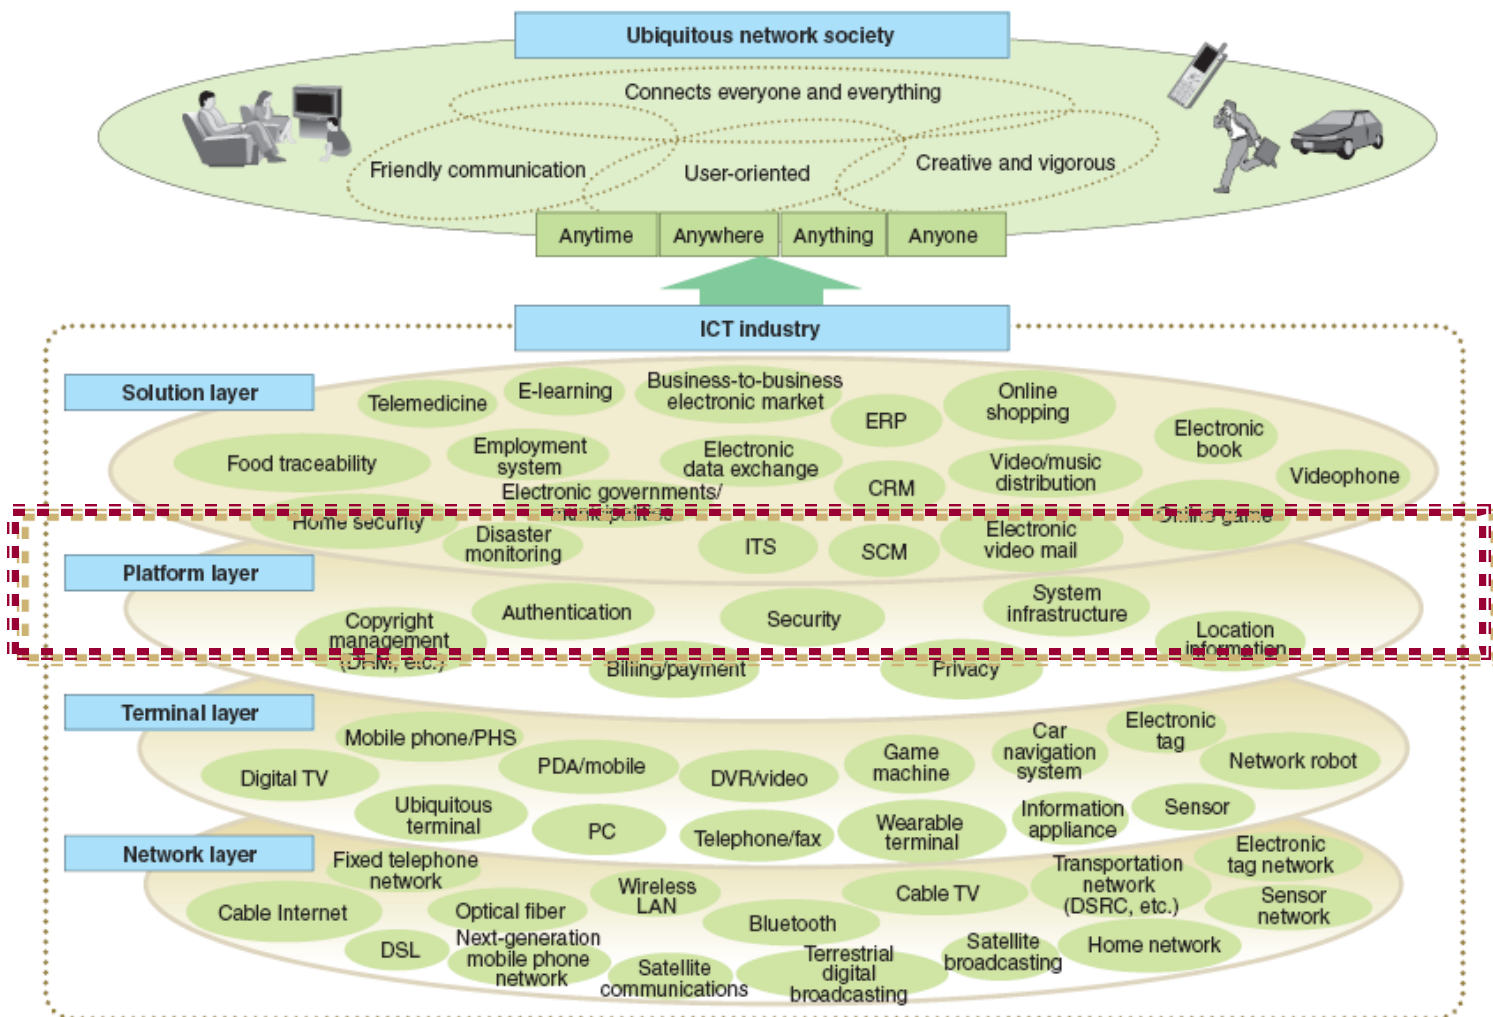 Ubiquitous network society
Connects everyone and everything
Friendly communication
User-oriented
Creative and vigorous
Anytime
Anywhere
Anything
Anyone
ICT industry
Solution layer
Telemedicine
E-learning
Business-to-business
electronic market
ERP
Online
shopping
Electronic
book
Food traceability
Employment
system
Electronic
data exchange
CRM
Video/music
distribution
Videophone
Electronic governments/
municipalities
Home security
Disaster
monitoring
ITS
SCM
Electronic
video mail
Online game
Platform layer
Copyright
management
(DRM, etc.)
Authentication
Billing/payment
Security
Privacy
System
infrastructure
Location
information
Terminal layer
Mobile phone/PHS
Digital TV
PDA/mobile
DVR/video
Game
machine
Car
navigation
system
Electronic
tag
Network robot
Ubiquitous
terminal
PC
Telephone/fax
Wearable
terminal
Information
appliance
Sensor
Network layer
Fixed telephone
network
Cable Internet
Optical fiber
Wireless
LAN
Bluetooth
Cable TV
Transportation
network
(DSRC, etc.)
Electronic
tag network
Sensor
network
DSL
Next-generation
mobile phone
network
Satellite
communications
Terrestrial
digital
broadcasting
Satellite
broadcasting
Home network